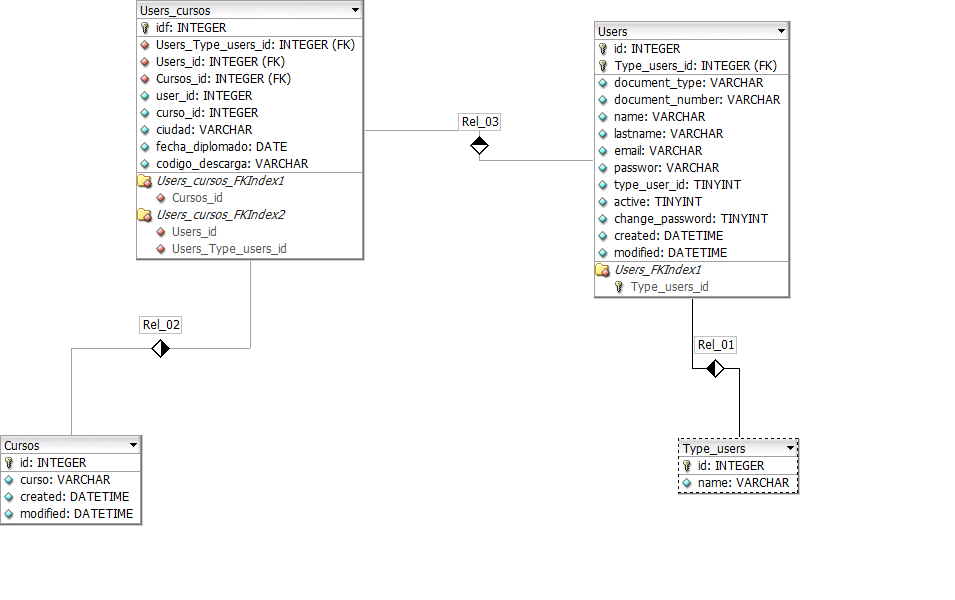 Users_cursos
idf: INTEGER
Users_Type_users_id: INTEGER (FK)
Users_id: INTEGER (FK)
Cursos_id: INTEGER (FK)
user_id: INTEGER
curso_id: INTEGER
ciudad: VARCHAR
fecha_diplomado: DATE
codigo_descarga: VARCHAR
Users_cursos_FKIndex1
Cursos_id
Users_cursos_FKIndex2
Users_id
Users_Type_users_id
Rel_03
Users
id: INTEGER
Type_users_id: INTEGER (FK)
document_type: VARCHAR
document_number: VARCHAR
name: VARCHAR
lastname: VARCHAR
email: VARCHAR
passwor: VARCHAR
type_user_id: TINYINT
active: TINYINT
change_password: TINYINT
created: DATETIME
modified: DATETIME
Users_FKIndex1
Type_users_id
Rel_02
Rel_01
Cursos
id: INTEGER
curso: VARCHAR
created: DATETIME
modified: DATETIME
Type_users
id: INTEGER
name: VARCHAR